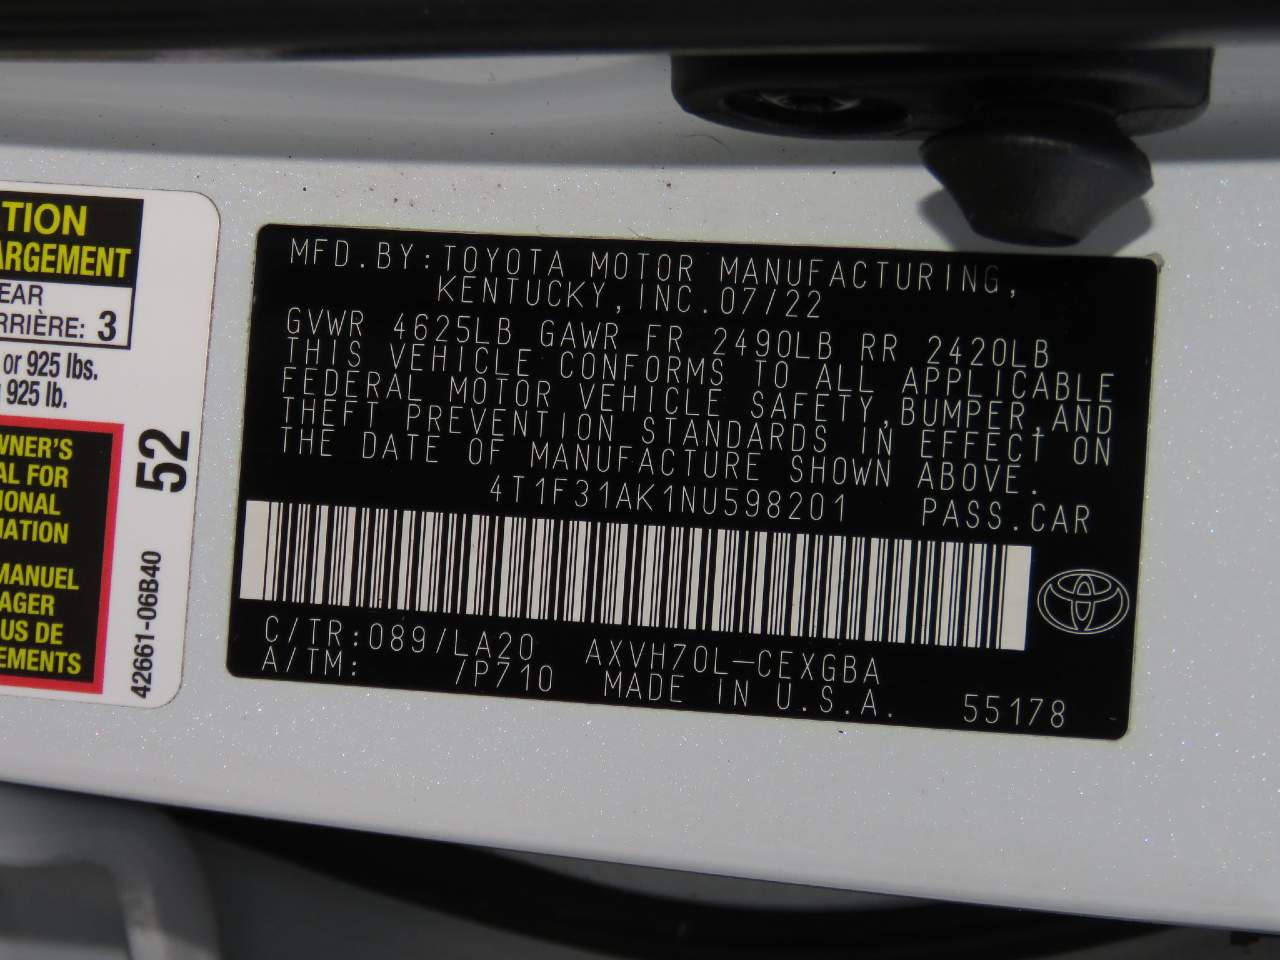 TION
ARGEMENT
EAR
RRIÈRE: 3
or 925 lbs.
925 lb.
WNER'S
AL FOR
IONAL
MATION
MANUEL
AGER
US DE
EMENTS
52
42661-06B40
MFD.BY:TOYOTA MOTOR MANUFACTURING,
KENTUCKY,INC.07/22
GVWR 4625LB GAWR FR 2490LB RR 2420LB
THIS VEHICLE CONFORMS TO ALL APPLICABLE
FEDERAL MOTOR VEHICLE SAFETY,BUMPER,AND
THEFT PREVENTION STANDARDS IN EFFECT ON
THE DATE OF MANUFACTURE SHOWN ABOVE.
4T1F31AK1NU598201 PASS.CAR
C/TR:089/LA20 AXVH70L-CEXGBA
A/TM: /P710 MADE IN U.S.A. 55178